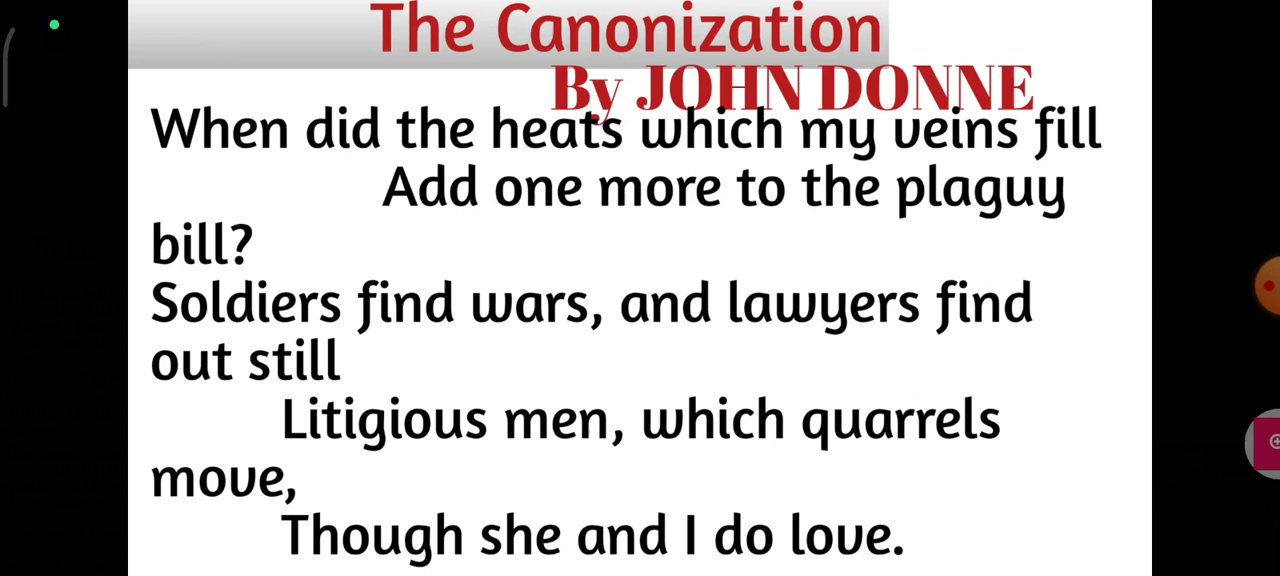 The Canonization
By JOHN DONNE
When did the heats which my veins fill
Add one more to the plaguy
bill?
Soldiers find wars, and lawyers find
out still
Litigious men, which quarrels
move,
Though she and I do love.